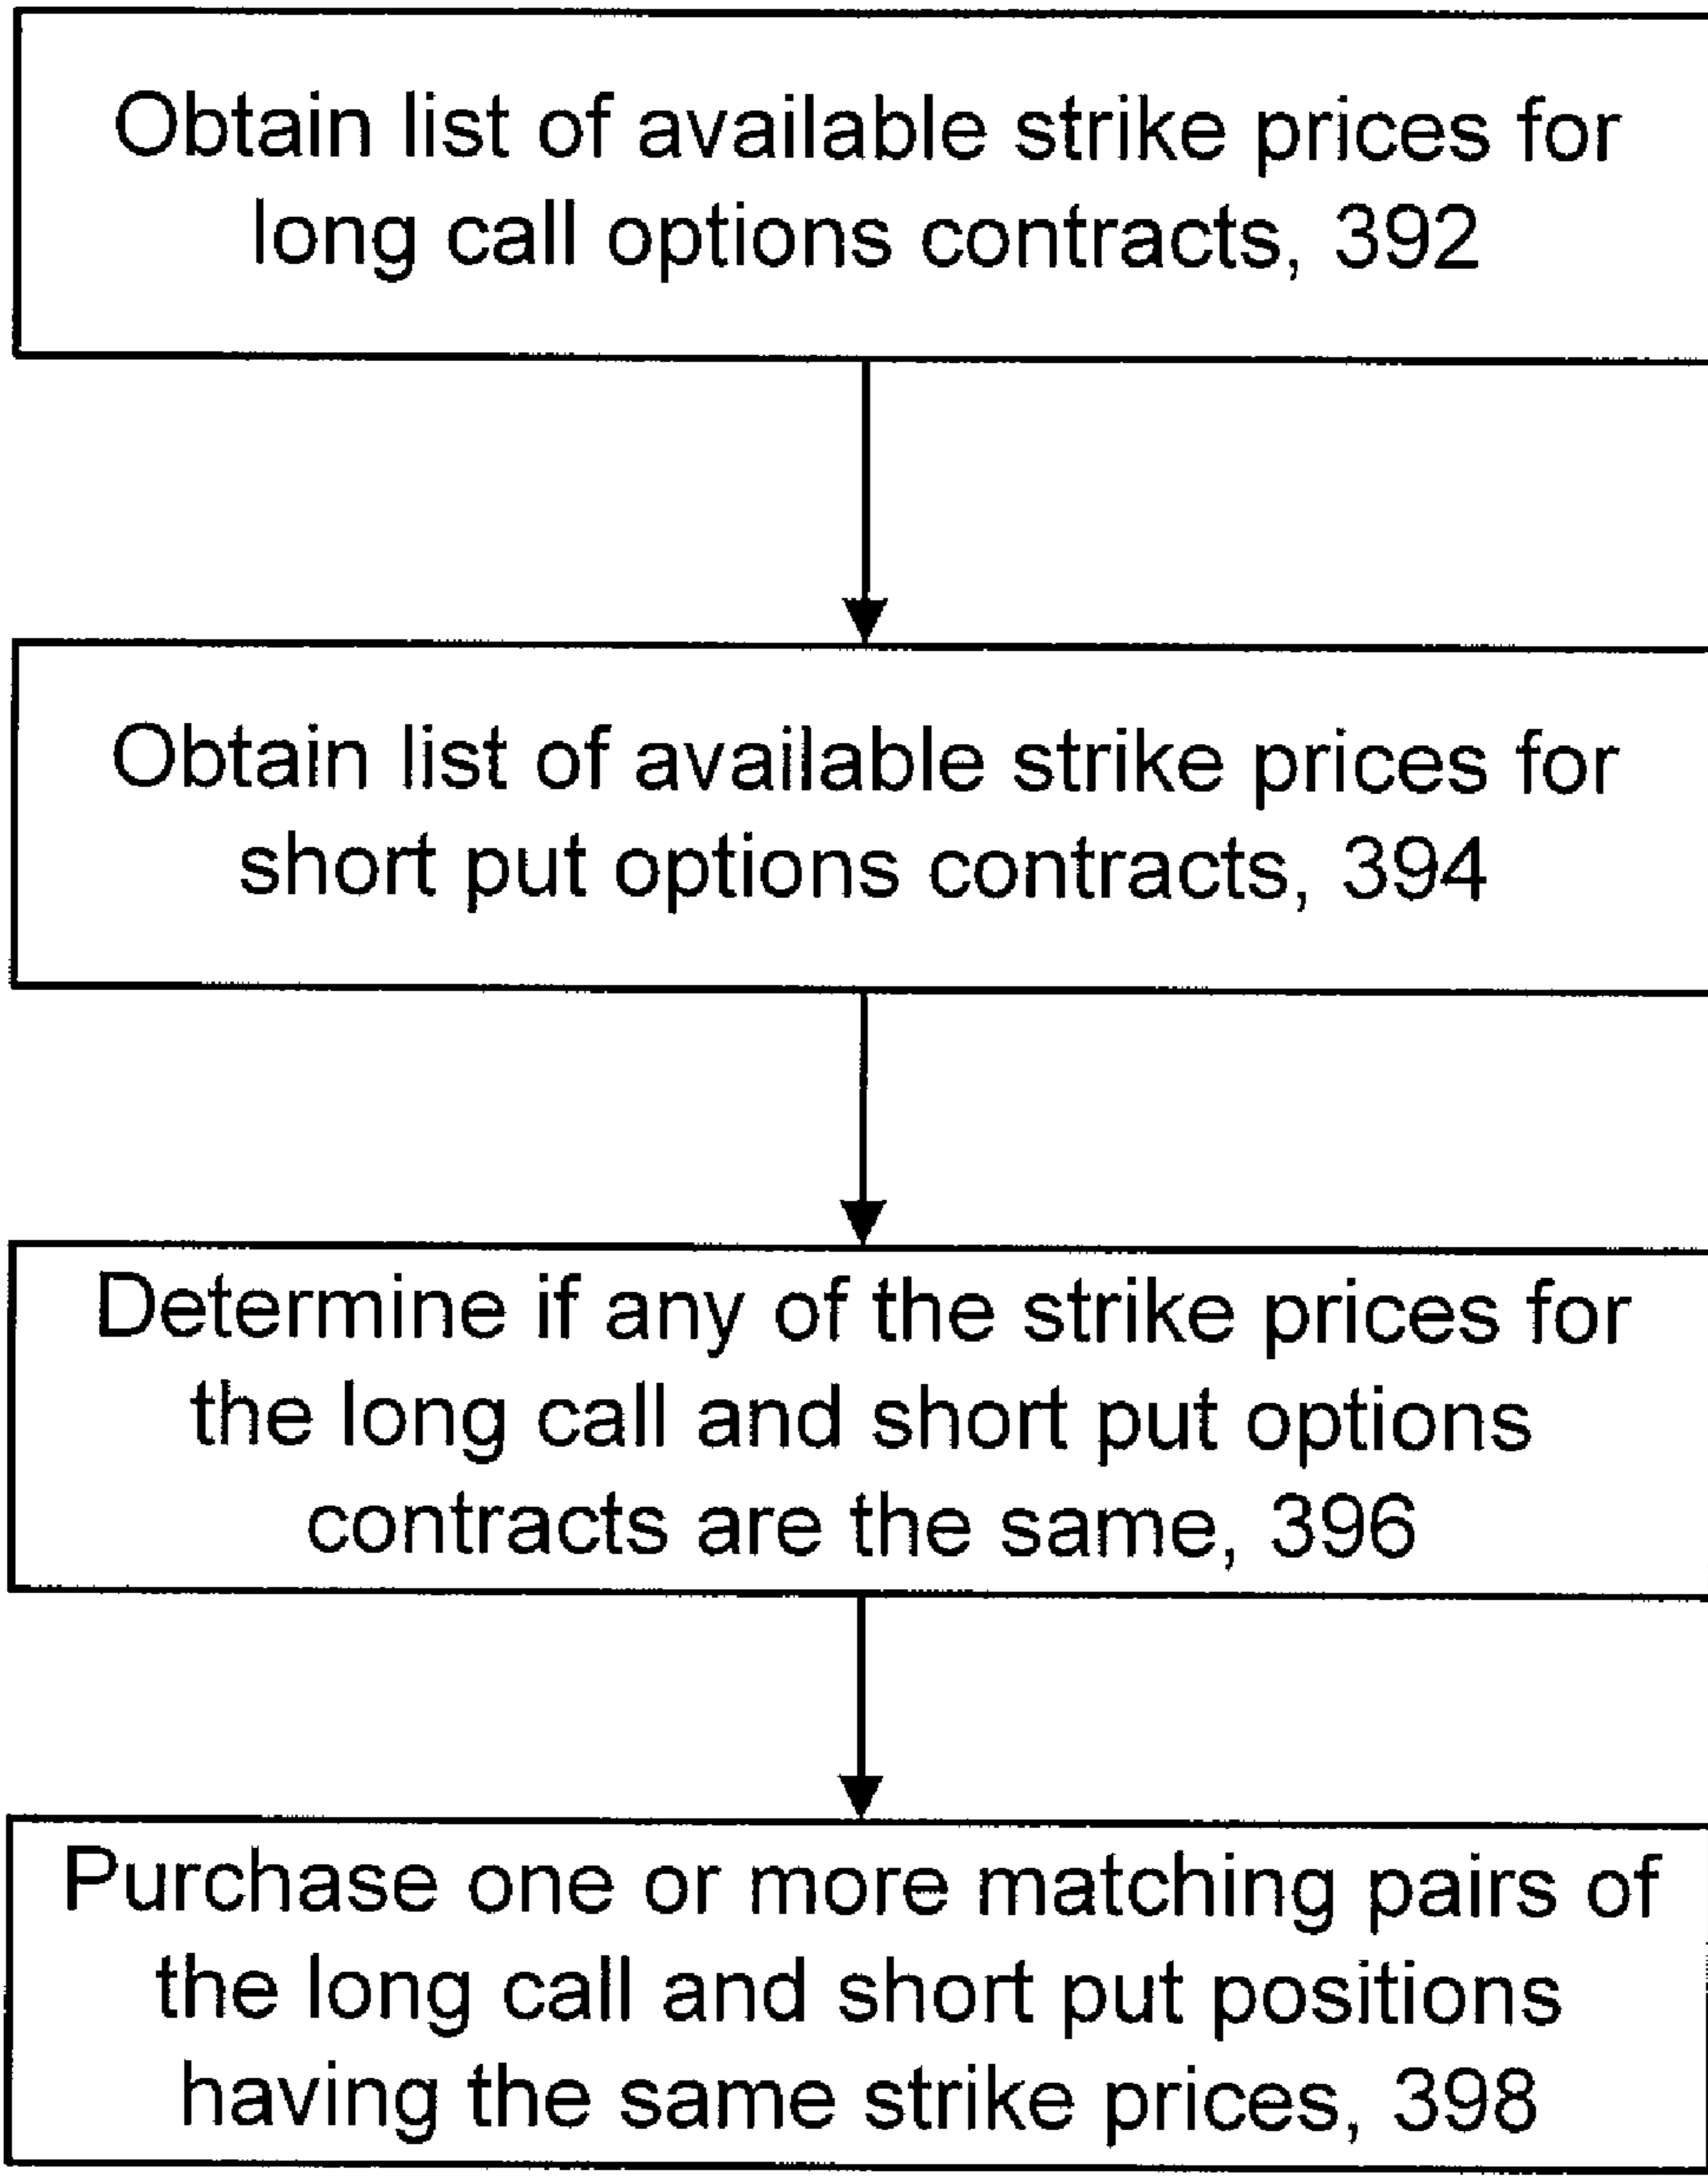 Obtain list of available strike prices for
long call options contracts, 392
Obtain list of available strike prices for
short put options contracts, 394
Determine if any of the strike prices for
the long call and short put options
contracts are the same, 396
Purchase one or more matching pairs of
the long call and short put positions
having the same strike prices, 398